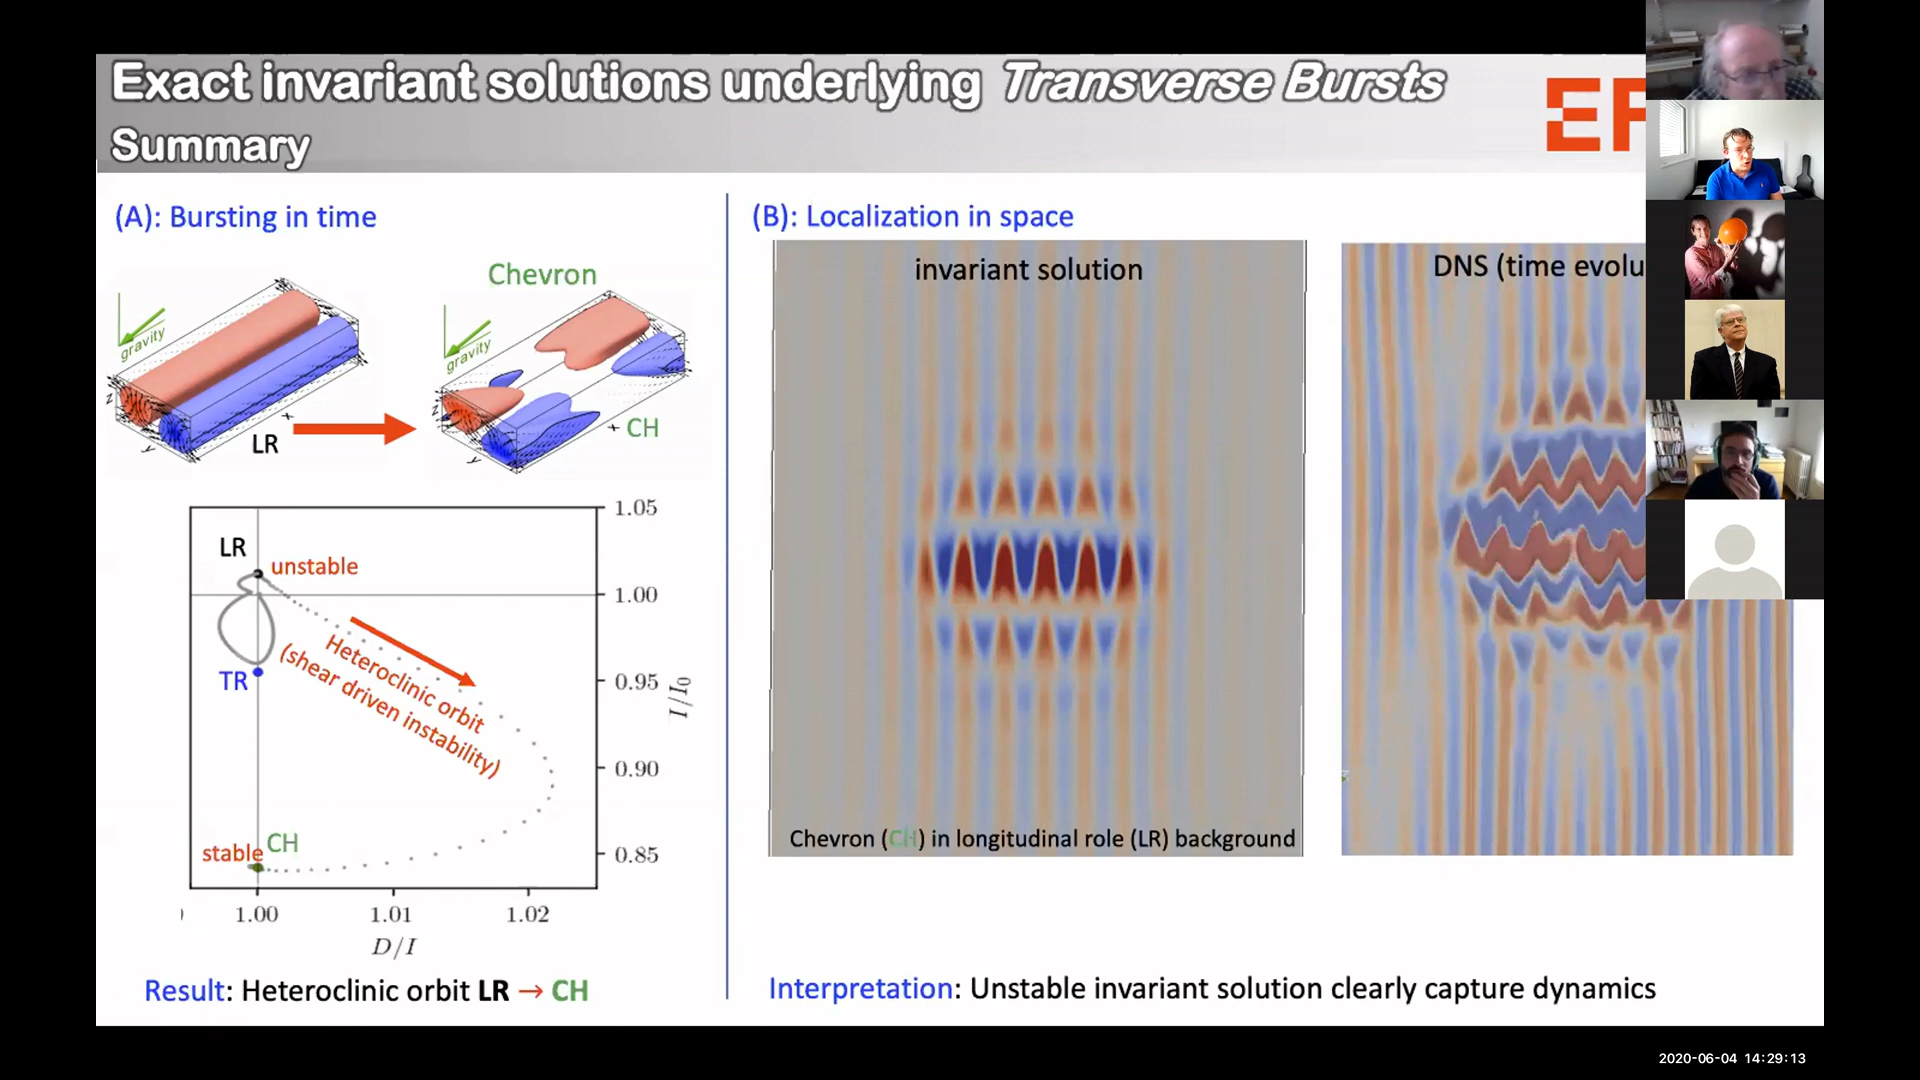 Exact invariant solutions underlying Transverse Bursts
Summary
EP
(A): Bursting in time
Chevron
gravity
z
y
x
LR
gravity
z
y
x
CH
LR
unstable
TR
Heteroclinic orbit
(shear driven instability)
stable
CH
1.05
1.00
0.95
0.90
0.85
I/I0
1.00
1.01
1.02
D/I
Result: Heteroclinic orbit LR → CH
(B): Localization in space
invariant solution
Chevron (CH) in longitudinal role (LR) background
DNS (time evolu
Interpretation: Unstable invariant solution clearly capture dynamics
2020-06-04 14:29:13